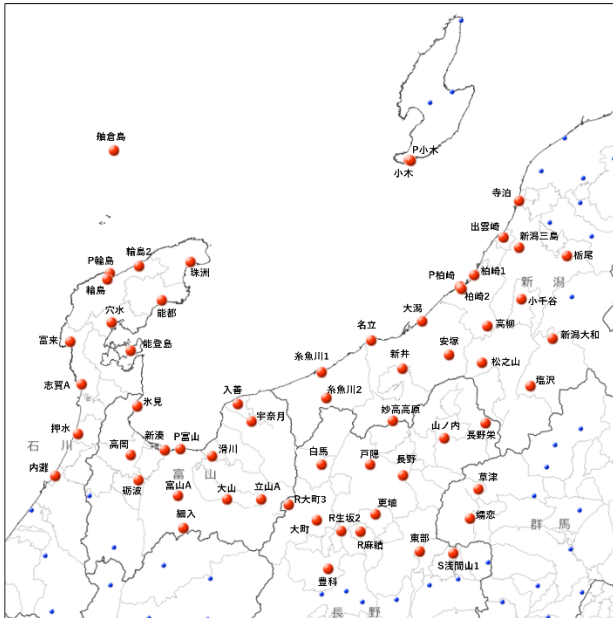 舳倉島
P小木
小木
寺泊
出雲崎
新潟三島
栃尾
輪島2
P輪島
輪島
珠洲
P柏崎
柏崎1
新潟
柏崎2
小千谷
能都
穴水
大潟
高柳
富来
能登島
名立
新潟大和
安塚
松之山
糸魚川1
新井
志賀A
入善
糸魚川2
塩沢
氷見
宇奈月
妙高高原
押水
山ノ内
長野栄
石川
高岡
新湊
P富山
滑川
白馬
戸隠
長野
内灘
富山
砺波
富山A
大山
立山A
R大町3
草津
更埴
大町
R生坂2
嬬恋
群馬
細入
R麻績
東部
S浅間山1
豊科
長野